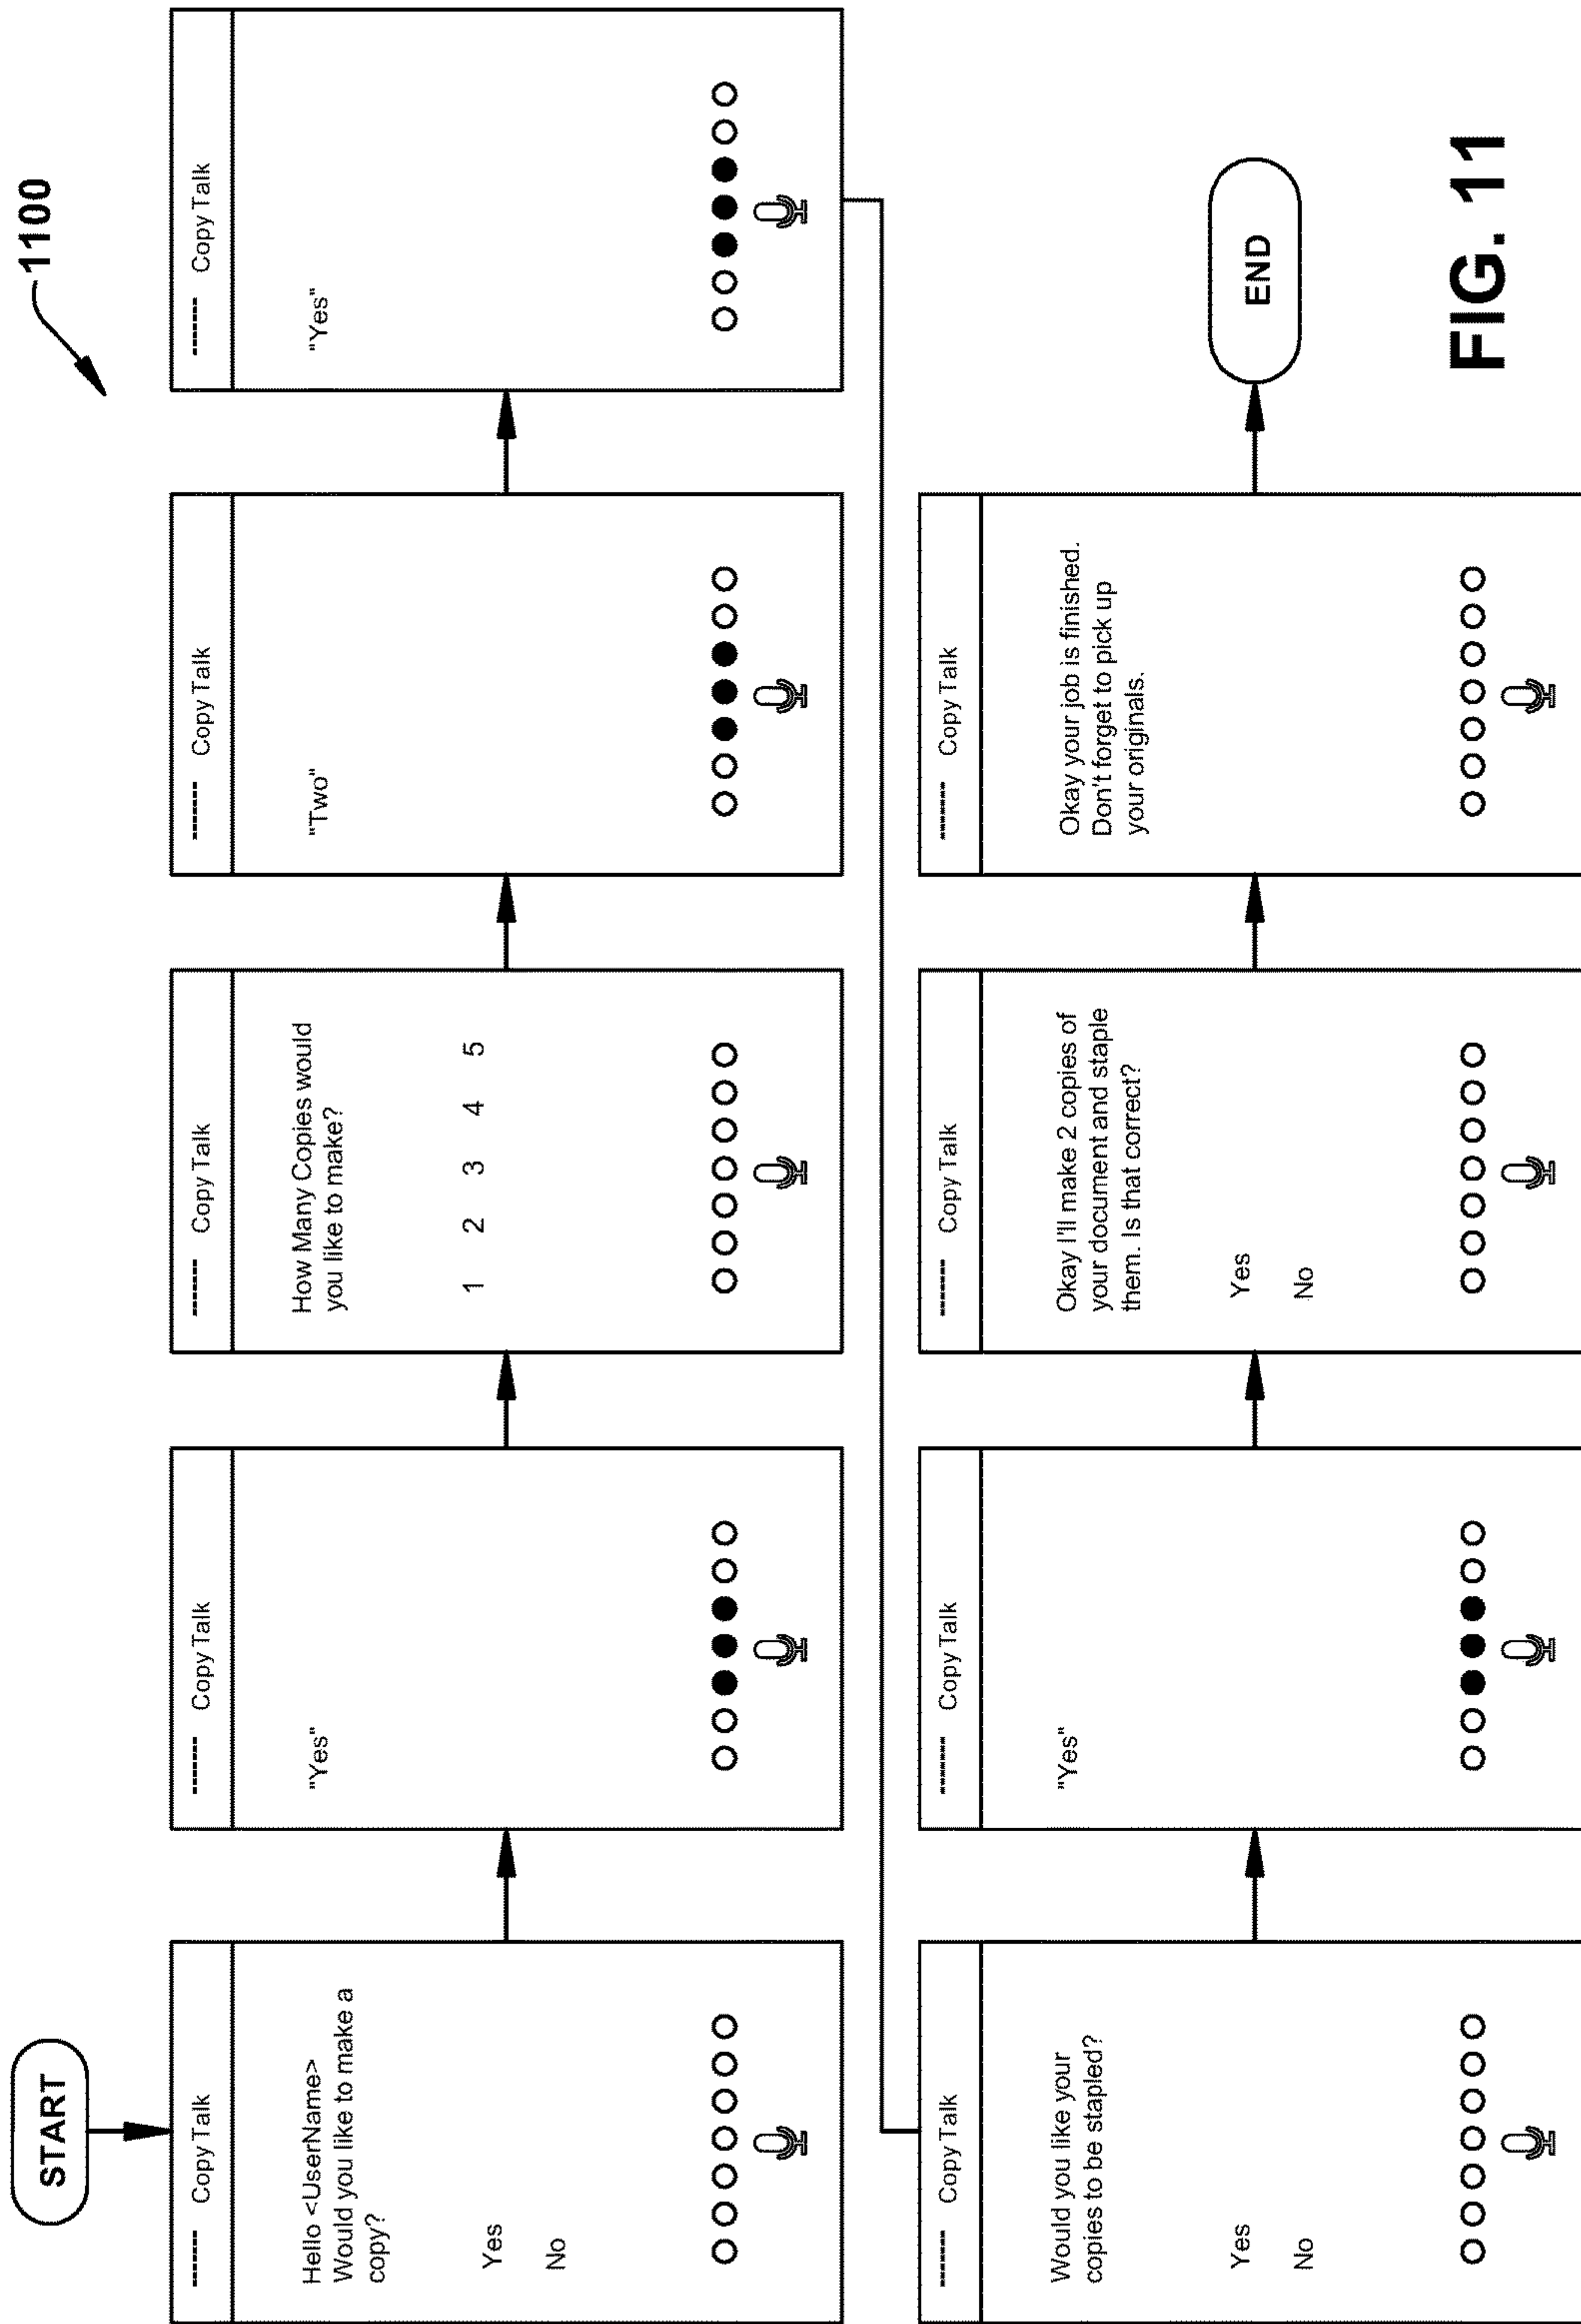 1100
START
------- Copy Talk
Hello <UserName>
Would you like to make a
copy?
Yes
No
------- Copy Talk
"Yes"
------- Copy Talk
How Many Copies would
you like to make?
1 2 3 4 5
------- Copy Talk
"Two"
------- Copy Talk
"Yes"
------- Copy Talk
Would you like your
copies to be stapled?
Yes
No
------- Copy Talk
"Yes"
------- Copy Talk
Okay I'll make 2 copies of
your document and staple
them. Is that correct?
Yes
No
------- Copy Talk
Okay your job is finished.
Don't forget to pick up
your originals.
END
FIG. 11